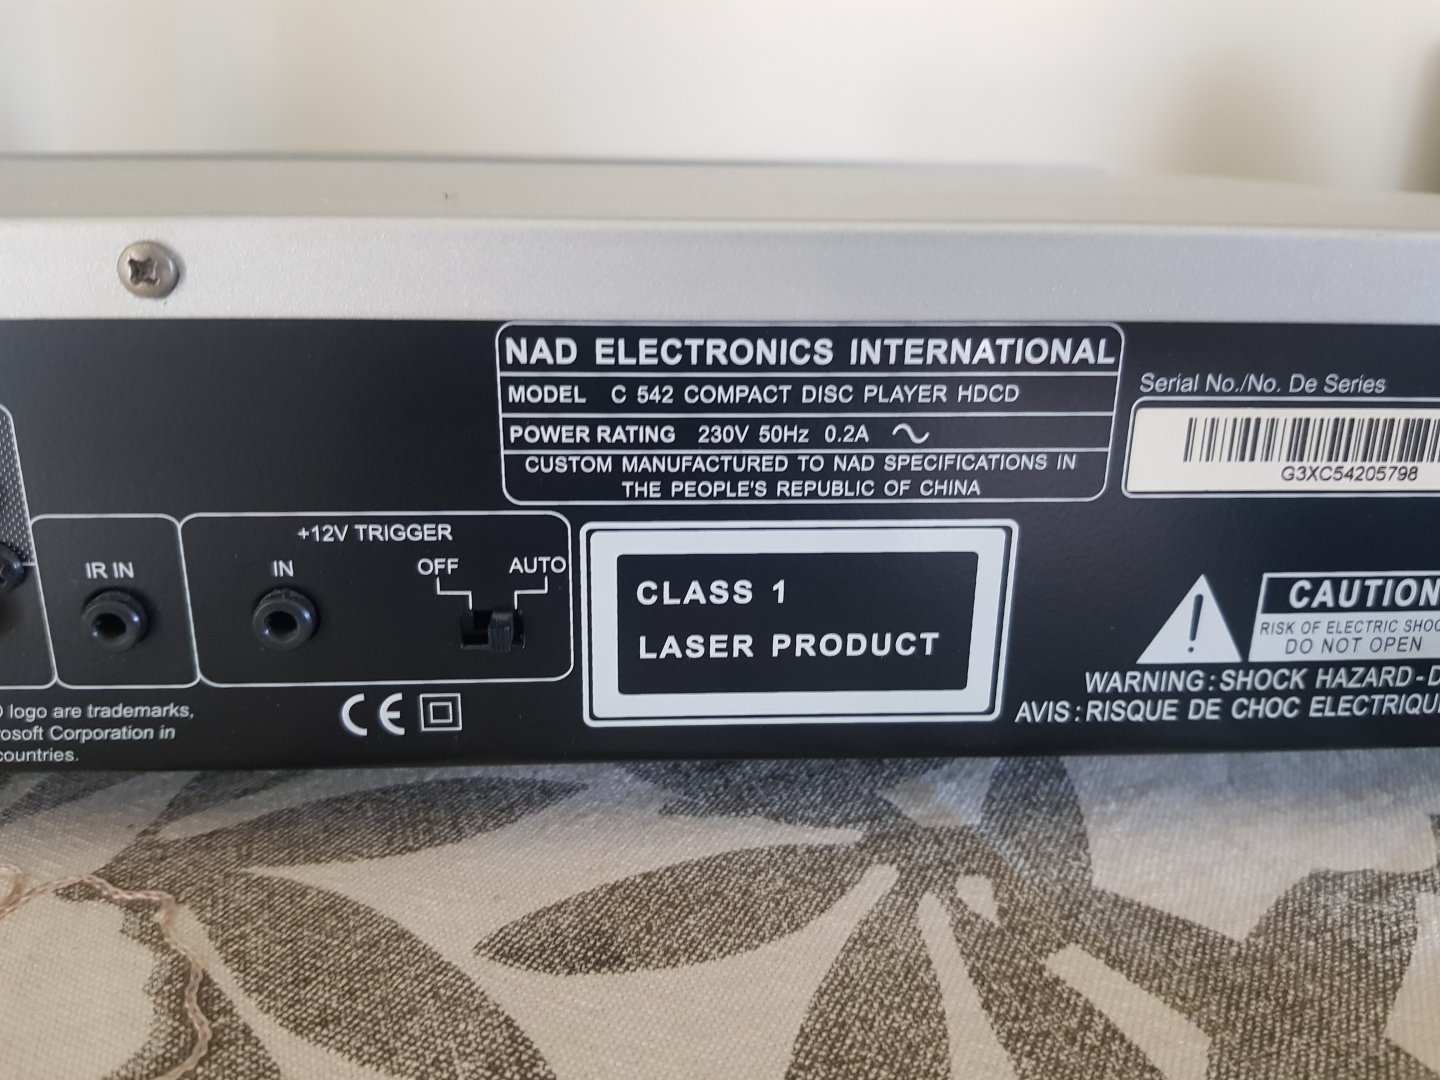 NAD ELECTRONICS INTERNATIONAL
MODEL C 542 COMPACT DISC PLAYER HDCD
POWER RATING 230V 50Hz 0.2A
CUSTOM MANUFACTURED TO NAD SPECIFICATIONS IN
THE PEOPLE'S REPUBLIC OF CHINA
Serial No./No. De Series
G3XC54205798
+12V TRIGGER
IR IN
IN
OFF
AUTO
CLASS 1
LASER PRODUCT
CAUTION
RISK OF ELECTRIC
DO NOT OPEN
WARNING : SHOCK HAZARD -
AVIS : RISQUE DE CHOC
CE
logo are trademarks,
Corporation in
countries.